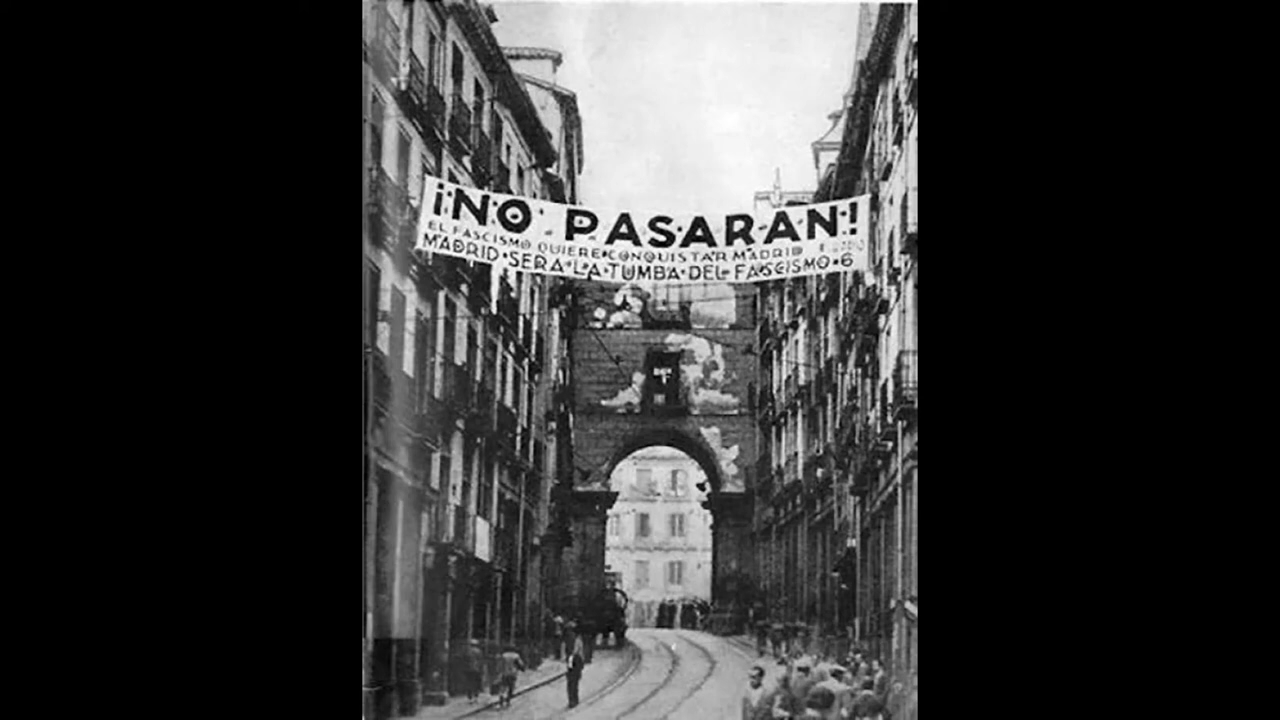 ¡NO PASARAN!
EL FASCISMO QUIERE CONQUISTAR MADRID
MADRID SERA LA TUMBA DEL FASCISMO